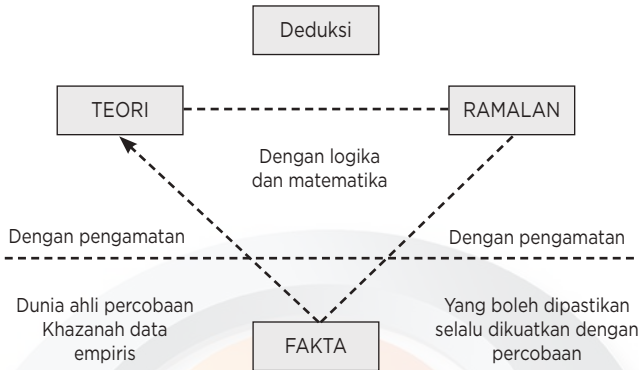 Deduksi
TEORI
RAMALAN
Dengan logika
dan matematika
Dengan pengamatan
Dengan pengamatan
Dunia ahli percobaan
Khazanah data
empiris
FAKTA
Yang boleh dipastikan
selalu dikuatkan dengan
percobaan